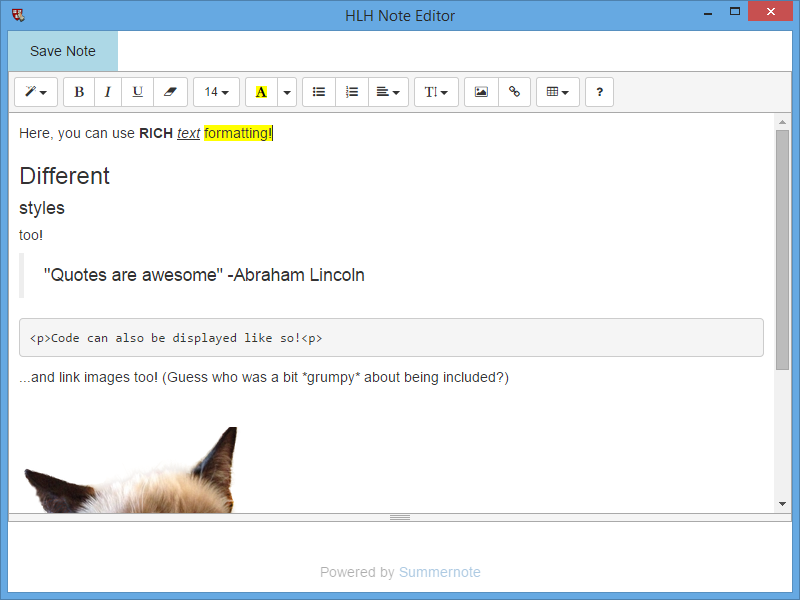 HLH Note Editor
Save Note
B I U 14 A T ?
Here, you can use RICH text formatting!
Different
styles
too!
"Quotes are awesome" -Abraham Lincoln
<p>Code can also be displayed like so!<p>
...and link images too! (Guess who was a bit *grumpy* about being included?)
Powered by Summernote